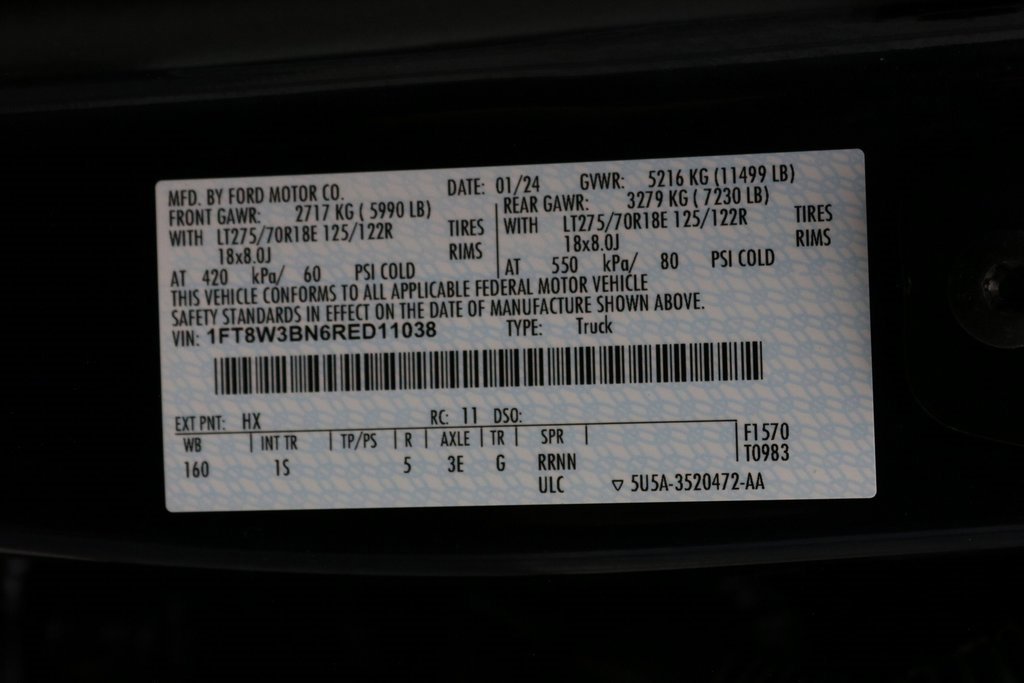 MFD. BY FORD MOTOR CO. DATE: 01/24 GVWR: 5216 KG (11499 LB)
FRONT GAWR: 2717 KG ( 5990 LB) REAR GAWR: 3279 KG ( 7230 LB)
WITH LT275/70R18E 125/122R TIRES WITH LT275/70R18E 125/122R TIRES
18x8.0J RIMS 18x8.0J RIMS
AT 420 kPa/ 60 PSI COLD AT 550 kPa/ 80 PSI COLD
THIS VEHICLE CONFORMS TO ALL APPLICABLE FEDERAL MOTOR VEHICLE
SAFETY STANDARDS IN EFFECT ON THE DATE OF MANUFACTURE SHOWN ABOVE.
VIN: 1FT8W3BN6RED11038 TYPE: Truck
EXT PNT: HX RC: 11 DSO:
WB INT TR TP/PS R AXLE TR SPR F1570
160 1S 5 3E G RRNN T0983
ULC ▽ 5U5A-3520472-AA